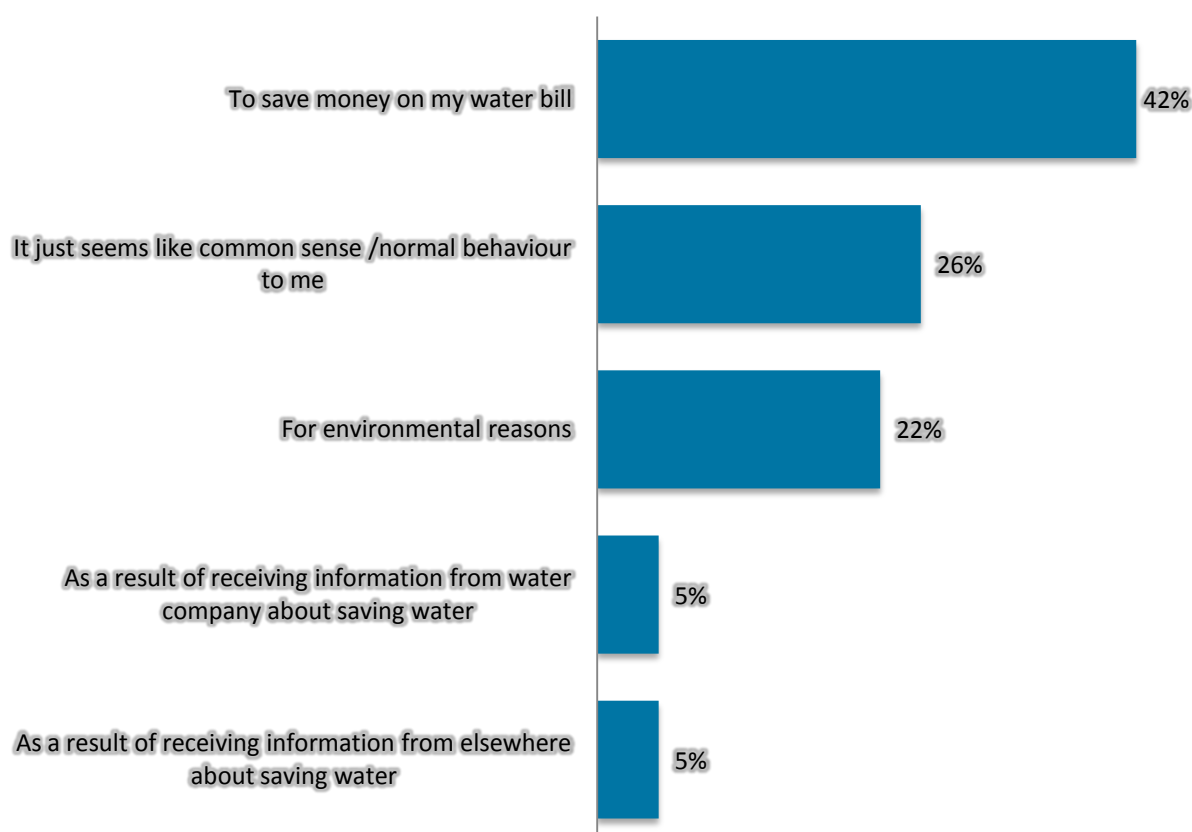 To save money on my water bill
42%
It just seems like common sense /normal behaviour
to me
26%
For environmental reasons
22%
As a result of receiving information from water
company about saving water
5%
As a result of receiving information from elsewhere
about saving water
5%